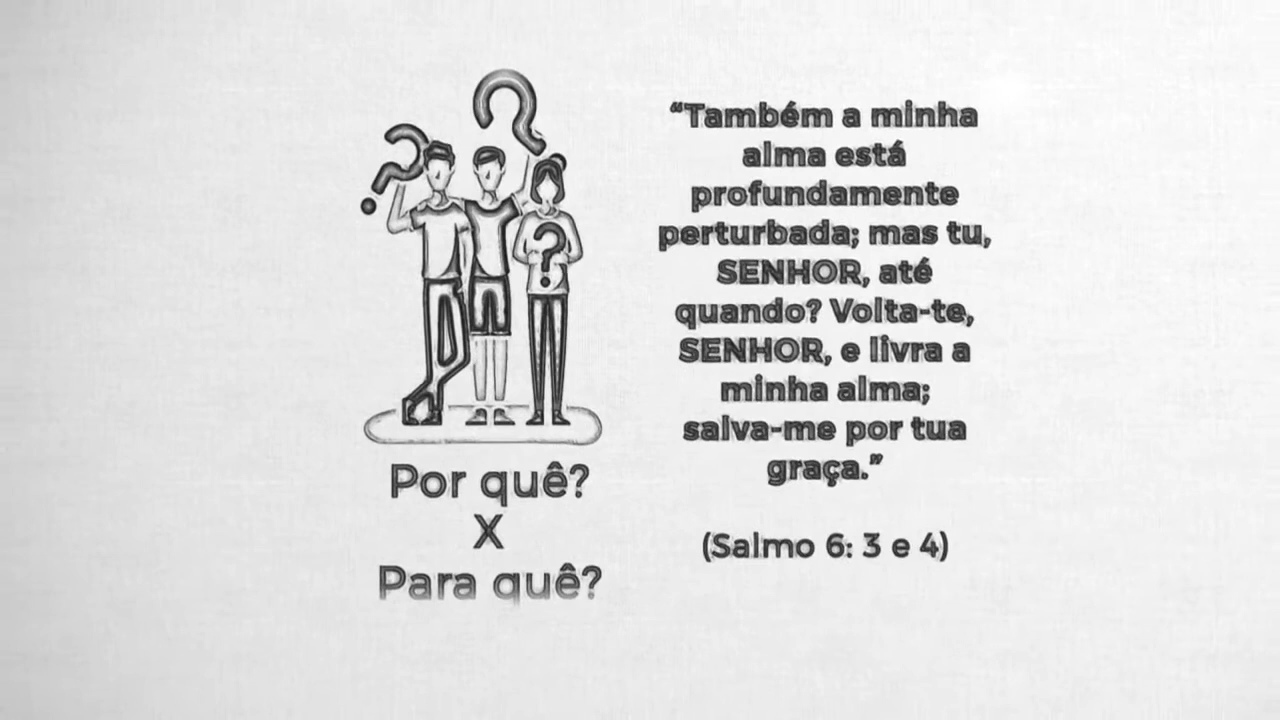 Por quê?
X
Para quê?
“Também a minha
alma está
profundamente
perturbada; mas tu,
SENHOR, até
quando? Volta-te,
SENHOR, e livra a
minha alma;
salva-me por tua
graça.”
(Salmo 6: 3 e 4)